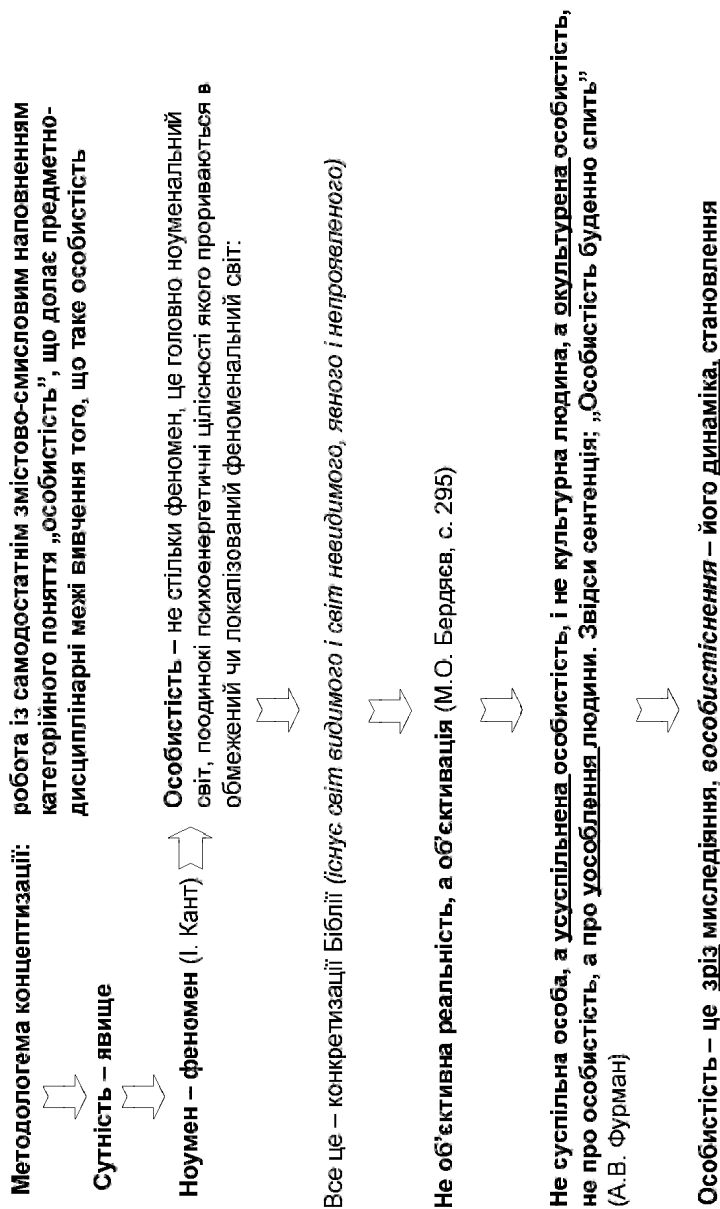 Методологема концептизації: робота із самодостатнім змістово-смисловим наповненням
категорійного поняття „особистість”, що долає предметно-
дисциплінарні межі вивчення того, що таке особистість
Сутність – явище
Ноумен – феномен (І. Кант)
Особистість – не стільки феномен, це головно ноуменальний
світ, поодинокі психоенергетичні цілісності якого прориваються в
обмежений чи локалізований феноменальний світ:
Все це – конкретизації Біблії (існує світ видимого і світ невидимого, явного і непроявленого)
Не об’єктивна реальність, а об’єктивація (М.О. Бердяєв, с. 295)
Не суспільна особа, а усуспільнена особистість, і не культурна людина, а окультурена особистість,
не про особистість, а про уособлення людини. Звідси сентенція; „Особистість буденно спить”
(А.В. Фурман)
Особистість – це зріз миследіяння, вособистіснення – його динаміка, становлення